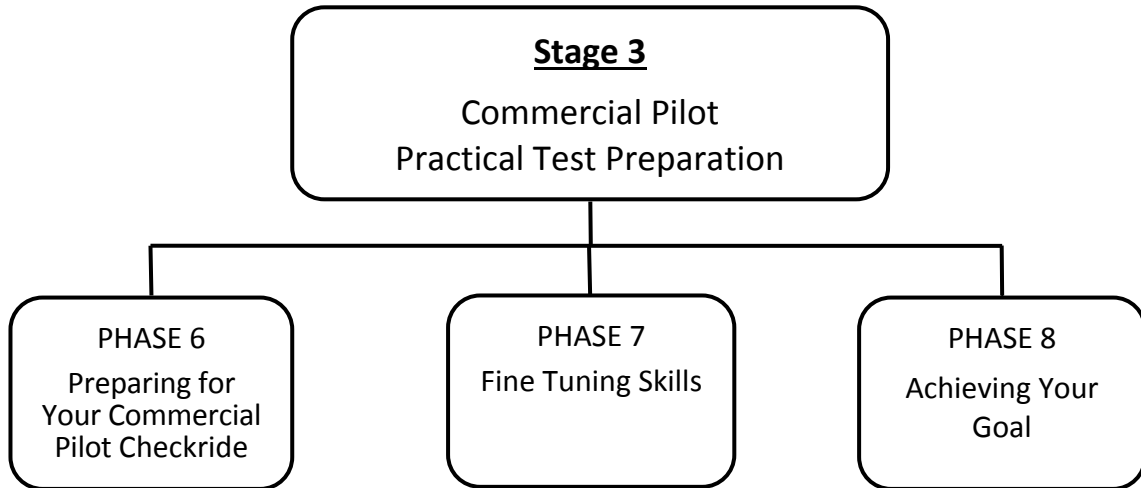 Stage 3
Commercial Pilot
Practical Test Preparation
PHASE 6
Preparing for
Your Commercial
Pilot Checkride
PHASE 7
Fine Tuning Skills
PHASE 8
Achieving Your
Goal